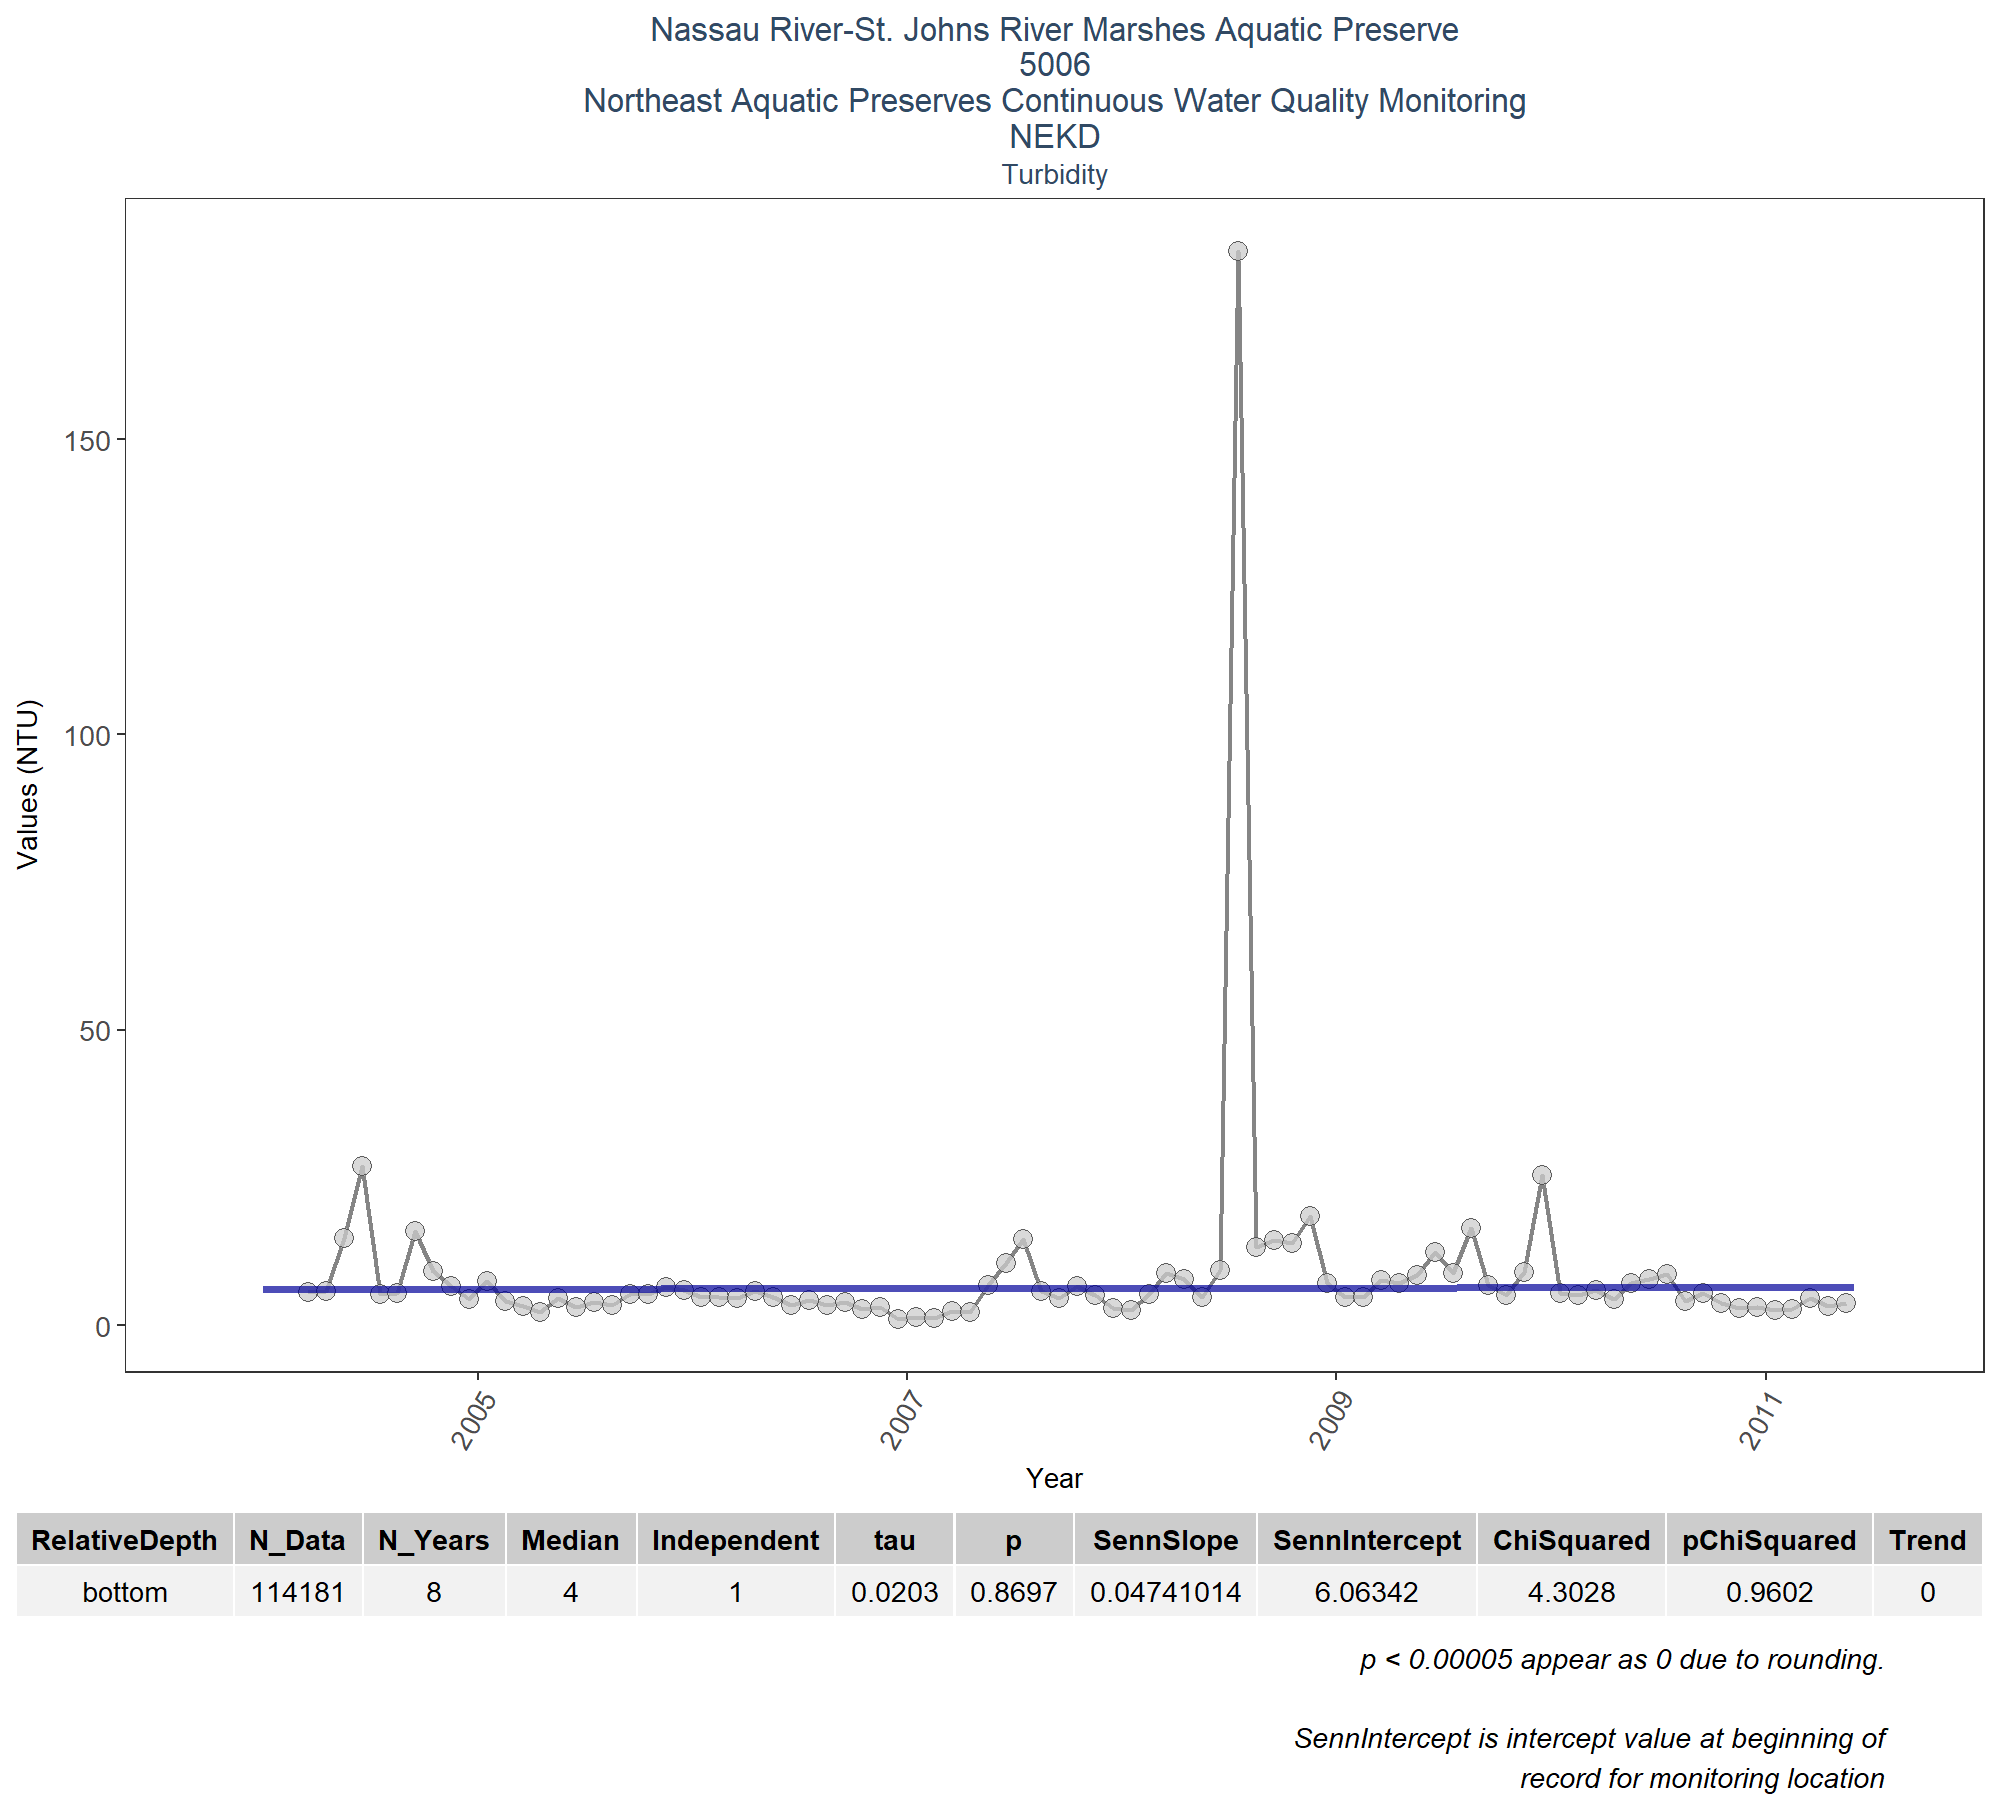 Nassau River-St. Johns River Marshes Aquatic Preserve
5006
Northeast Aquatic Preserves Continuous Water Quality Monitoring
NEKD
Turbidity
Values (NTU)
150
100
50
0
2005 2007 2009 2011
Year
RelativeDepth N_Data N_Years Median Independent tau p SennSlope SennIntercept ChiSquared pChiSquared Trend
bottom 114181 8 4 1 0.0203 0.8697 0.04741014 6.06342 4.3028 0.9602 0
p < 0.00005 appear as 0 due to rounding.
SennIntercept is intercept value at beginning of
record for monitoring location